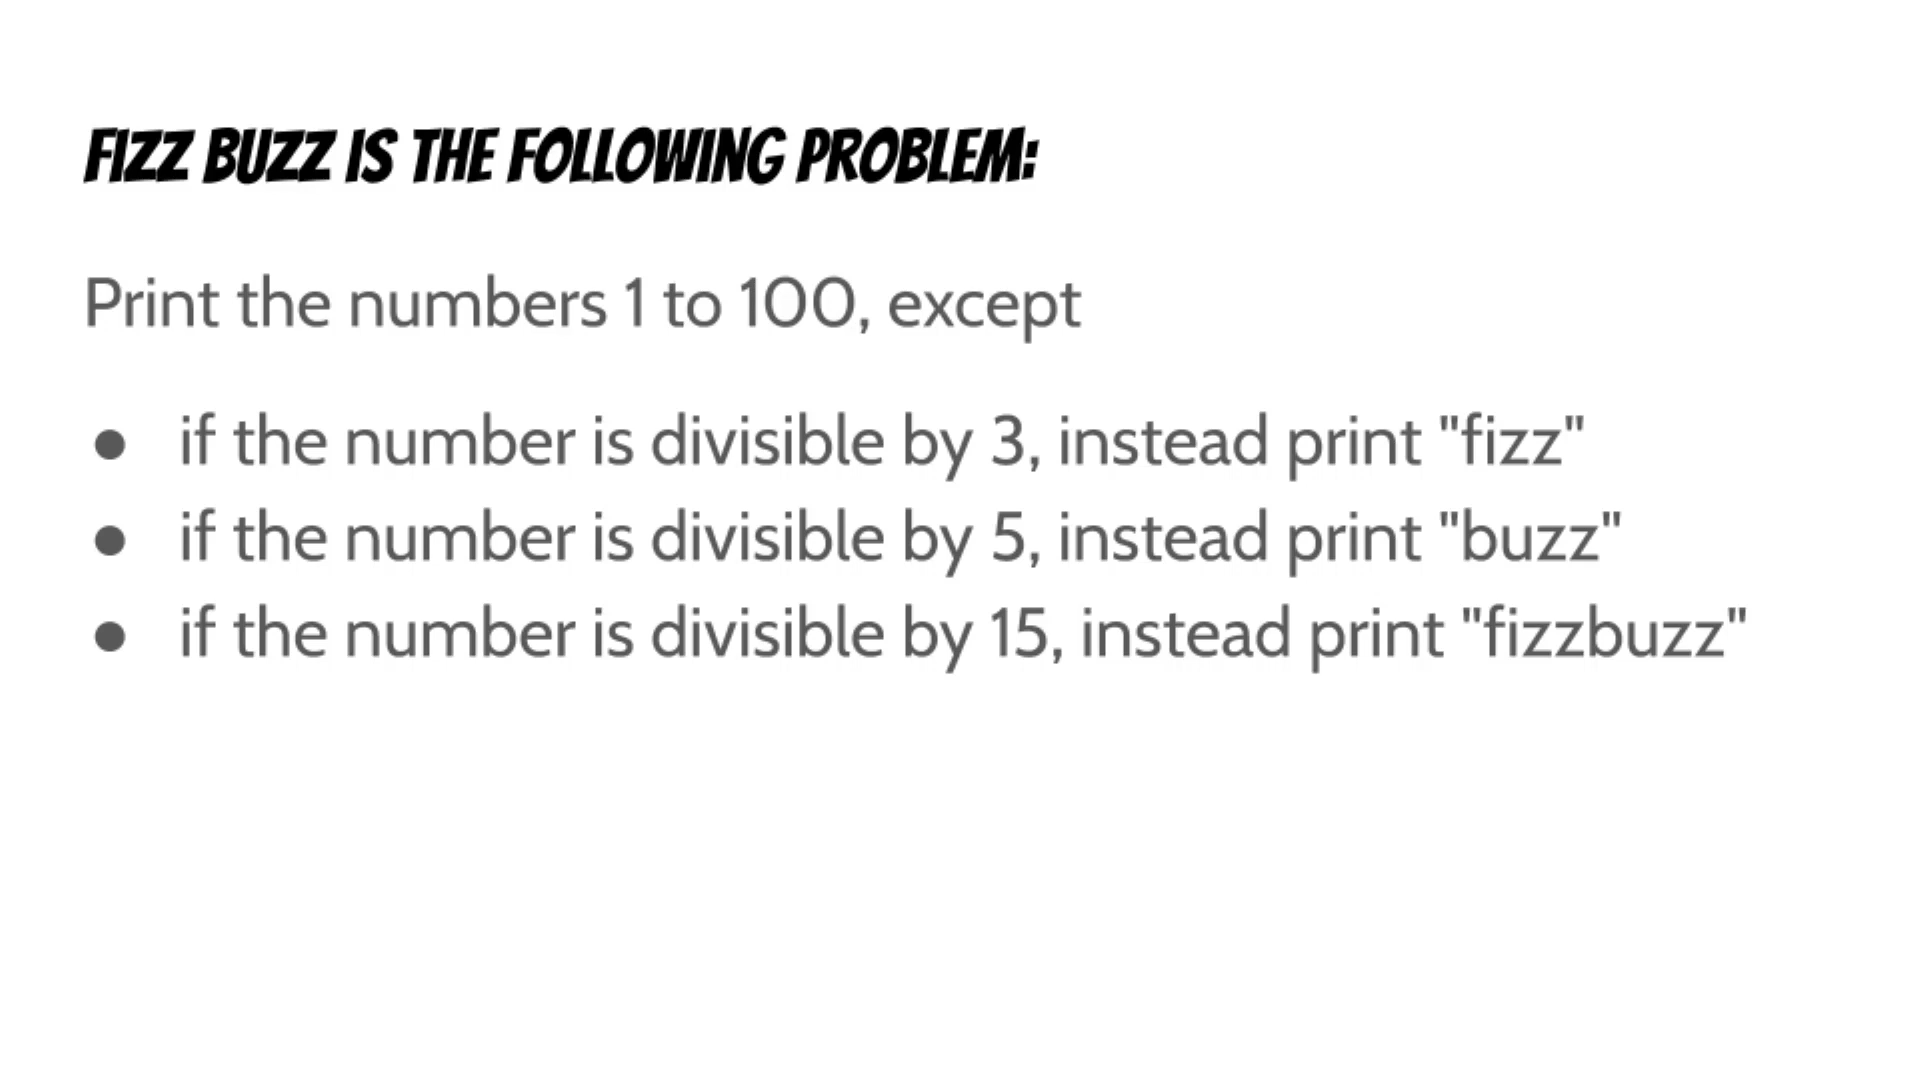 FIZZ BUZZ IS THE FOLLOWING PROBLEM:
Print the numbers 1 to 100, except
● if the number is divisible by 3, instead print "fizz"
● if the number is divisible by 5, instead print "buzz"
● if the number is divisible by 15, instead print "fizzbuzz"